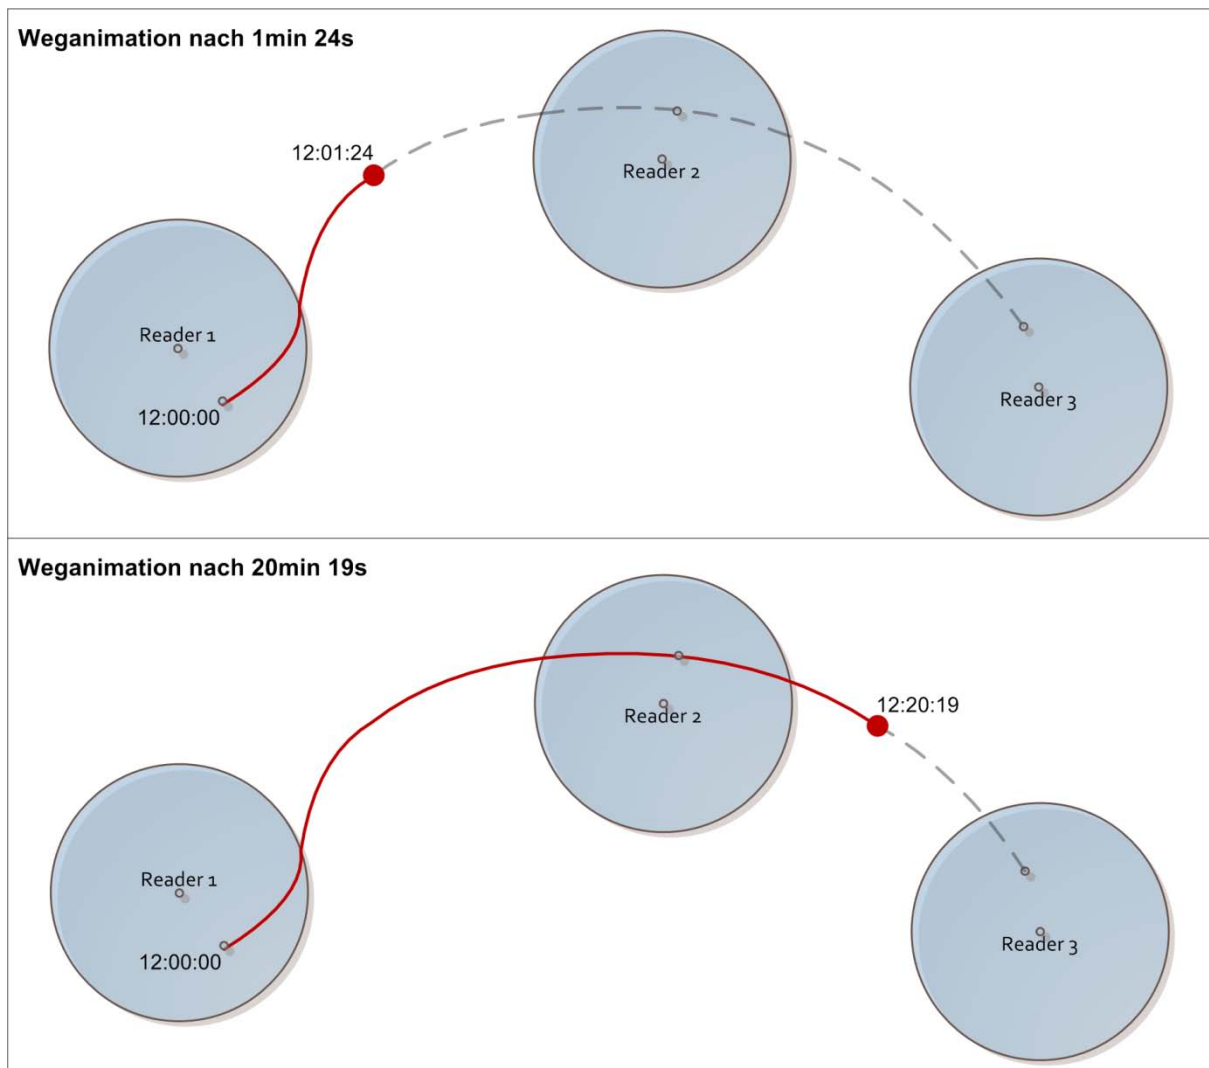 Weganimation nach 1min 24s
12:01:24
Reader 2
Reader 1
12:00:00
Reader 3
Weganimation nach 20min 19s
12:20:19
Reader 2
Reader 1
12:00:00
Reader 3